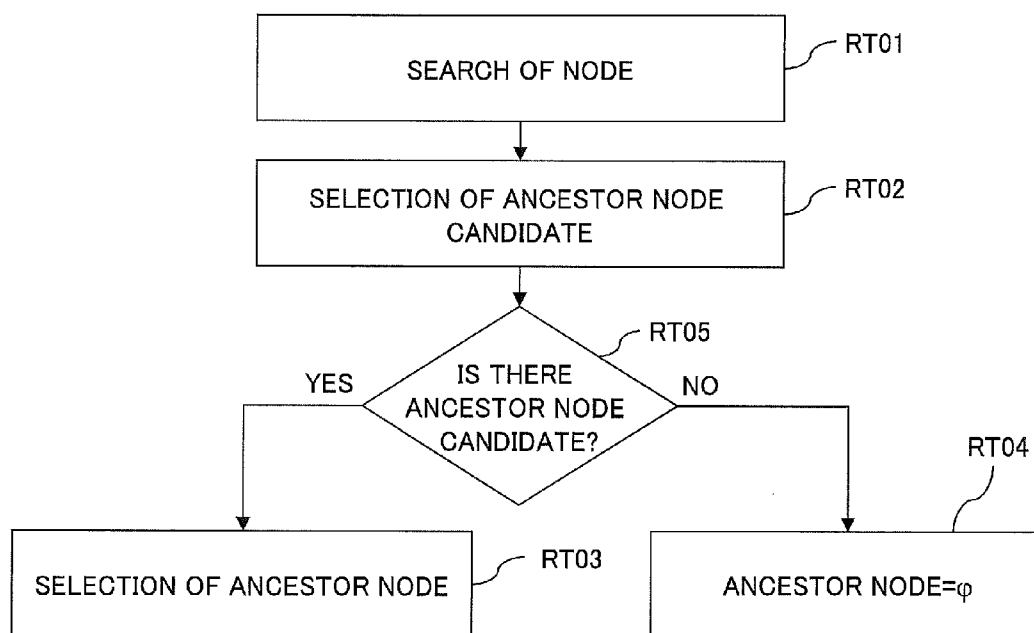 SEARCH OF NODE
RT01
SELECTION OF ANCESTOR NODE
CANDIDATE
RT02
RT05
YES
IS THERE
ANCESTOR NODE
CANDIDATE?
NO
RT04
SELECTION OF ANCESTOR NODE
RT03
ANCESTOR NODE=φ